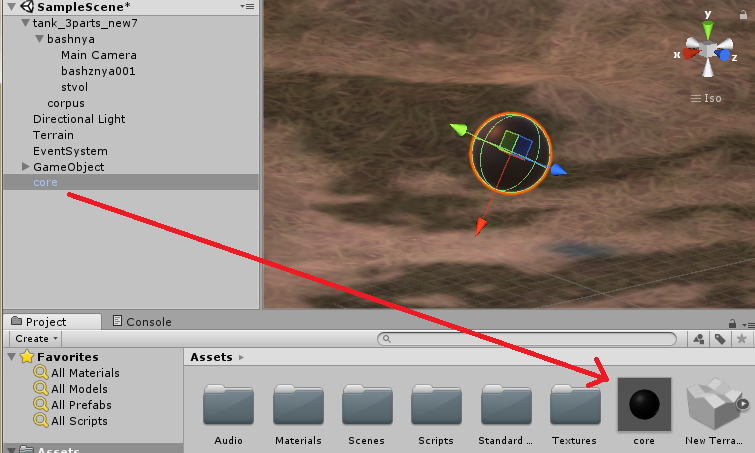 SampleScene*
tank_3parts_new7
bashnya
Main Camera
bashznya001
stvol
corpus
Directional Light
Terrain
EventSystem
GameObject
core
y
x
z
Iso
Project
Console
Create
Favorites
All Materials
All Models
All Prefabs
All Scripts
Assets
Assets
Audio
Materials
Scenes
Scripts
Standard ...
Textures
core
New Terra...